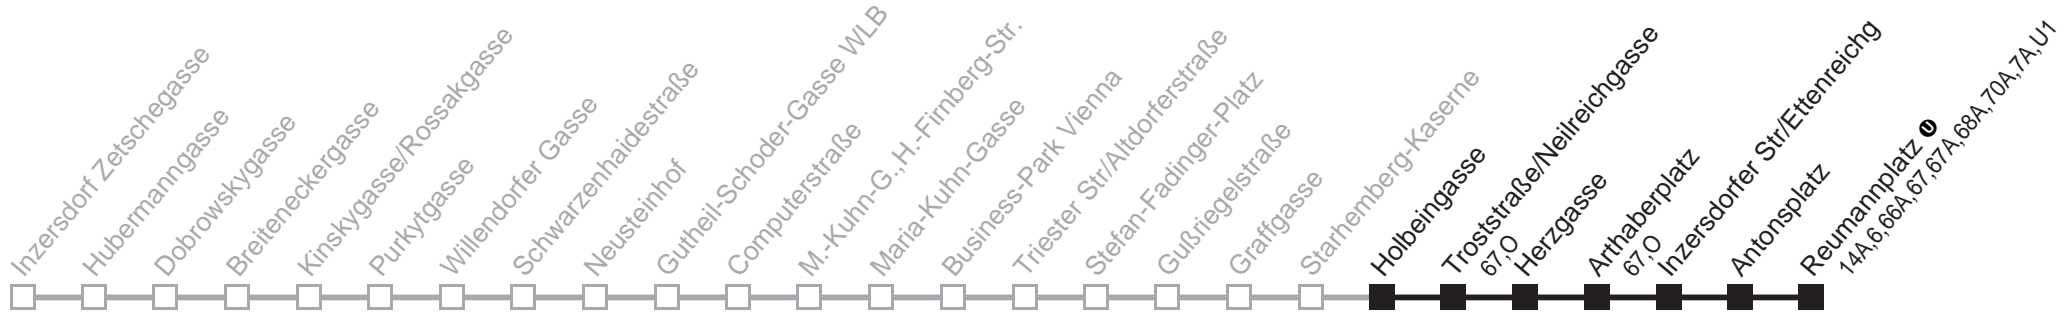 Inzersdorf Zetschegasse
Hubermanngasse
Dobrowskygasse
Breiteneckergasse
Kinskygasse/Rossakgasse
Purkytgasse
Willendorfer Gasse
Schwarzenhaidestraße
Neusteinhof
Gutheil-Schoder-Gasse WLB
Computerstraße
M.-Kuhn-G.,H.-Firnberg-Str.
Maria-Kuhn-Gasse
Business-Park Vienna
Triester Str/Altdorferstraße
Stefan-Fadinger-Platz
Gußriegelstraße
Graffgasse
Starhemberg-Kaserne
Holbeingasse
Troststraße/Neilreichgasse
67,O
Herzgasse
Arthaberplatz
67,O
Inzersdorfer Str/Ettenreichg
Antonsplatz
Reumannplatz U
14A,6,66A,67,67A,68A,70A,7A,U1